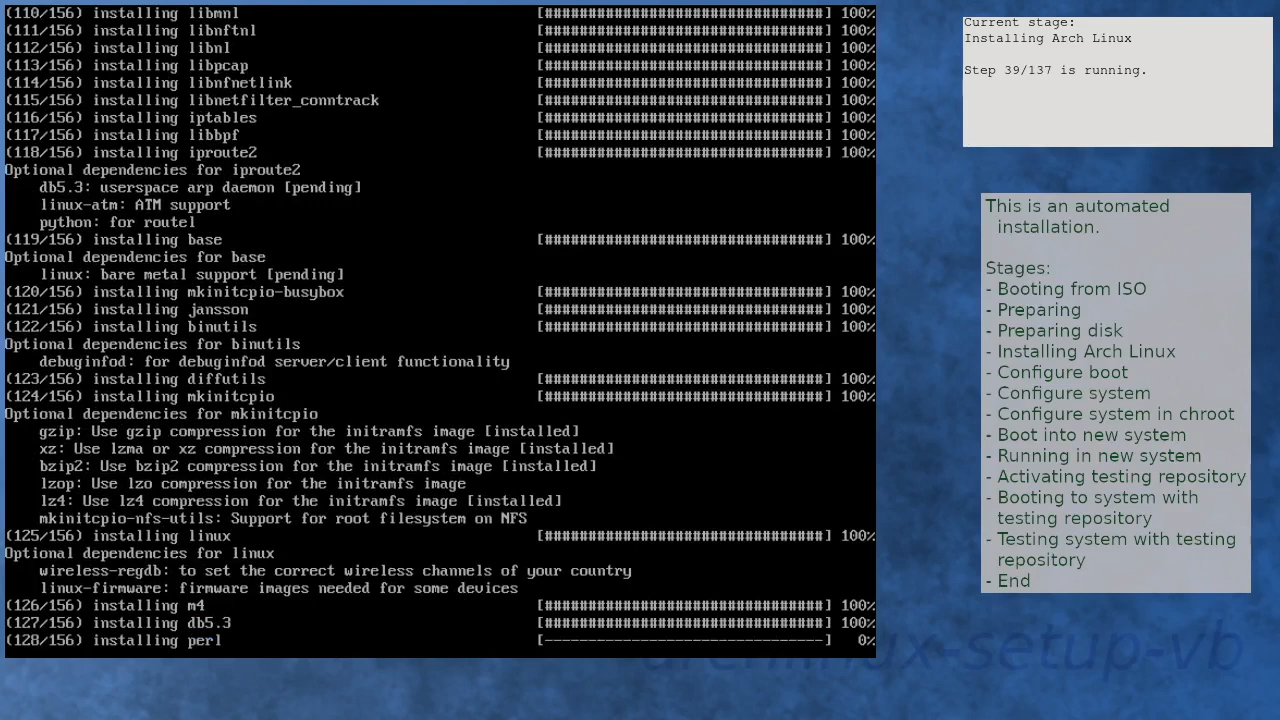 (110/156) installing libmnl [################################] 100%
(111/156) installing libnftnl [################################] 100%
(112/156) installing libnl [################################] 100%
(113/156) installing libpcap [################################] 100%
(114/156) installing libnfnetlink [################################] 100%
(115/156) installing libnetfilter_conntrack [################################] 100%
(116/156) installing iptables [################################] 100%
(117/156) installing libbpf [################################] 100%
(118/156) installing iproute2 [################################] 100%
Optional dependencies for iproute2
db5.3: userspace arp daemon [pending]
linux-atm: ATM support
python: for routel
(119/156) installing base [################################] 100%
Optional dependencies for base
linux: bare metal support [pending]
(120/156) installing mkinitcpio-busybox [################################] 100%
(121/156) installing jansson [################################] 100%
(122/156) installing binutils [################################] 100%
Optional dependencies for binutils
debuginfod: for debuginfod server/client functionality
(123/156) installing diffutils [################################] 100%
(124/156) installing mkinitcpio [################################] 100%
Optional dependencies for mkinitcpio
gzip: Use gzip compression for the initramfs image [installed]
xz: Use lzma or xz compression for the initramfs image [installed]
bzip2: Use bzip2 compression for the initramfs image [installed]
lzop: Use lzo compression for the initramfs image
lz4: Use lz4 compression for the initramfs image [installed]
mkinitcpio-nfs-utils: Support for root filesystem on NFS
(125/156) installing linux [################################] 100%
Optional dependencies for linux
wireless-regdb: to set the correct wireless channels of your country
linux-firmware: firmware images needed for some devices
(126/156) installing m4 [################################] 100%
(127/156) installing db5.3 [################################] 100%
(128/156) installing perl [--------------------------------] 0%
Current stage:
Installing Arch Linux
Step 39/137 is running.
This is an automated
installation.
Stages:
- Booting from ISO
- Preparing
- Preparing disk
- Installing Arch Linux
- Configure boot
- Configure system
- Configure system in chroot
- Boot into new system
- Running in new system
- Activating testing repository
- Booting to system with
testing repository
- Testing system with testing
repository
- End
archlinux-setup-vb